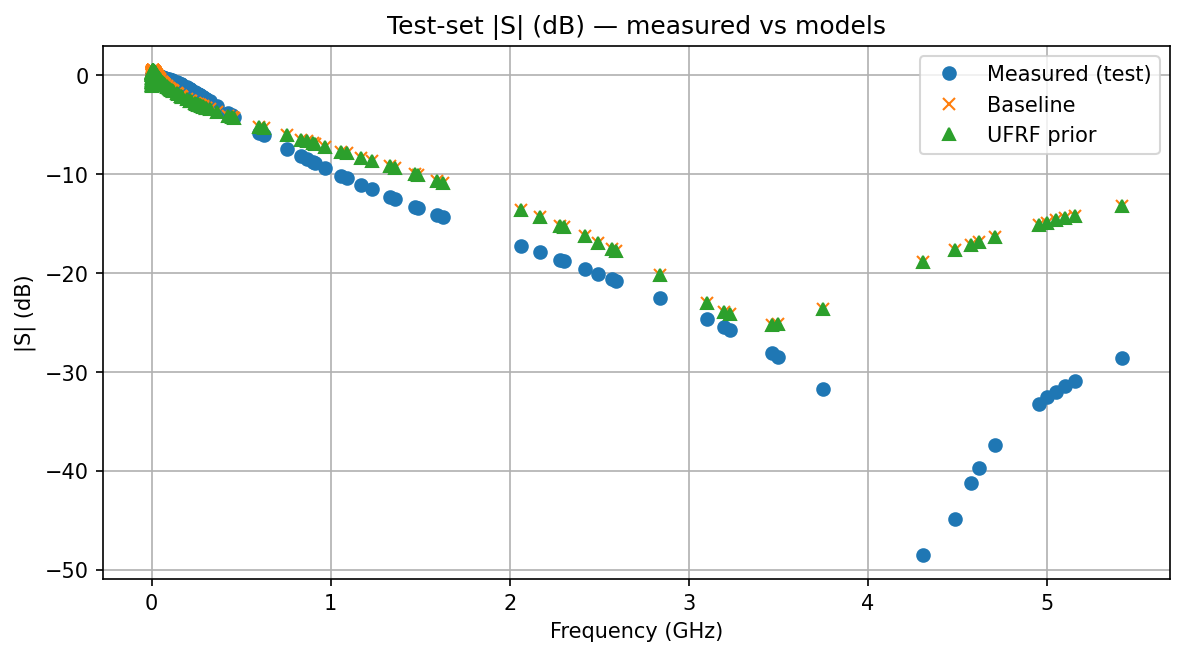 Test-set |S| (dB) — measured vs models
Measured (test)
Baseline
UFRF prior
|S| (dB)
0
−10
−20
−30
−40
−50
0 1 2 3 4 5
Frequency (GHz)